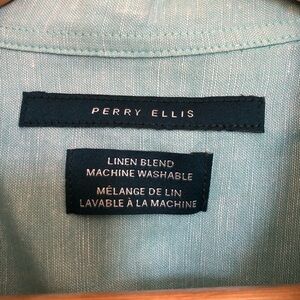 PERRY ELLIS
LINEN BLEND
MACHINE WASHABLE
MÉLANGE DE LIN
LAVABLE À LA MACHINE